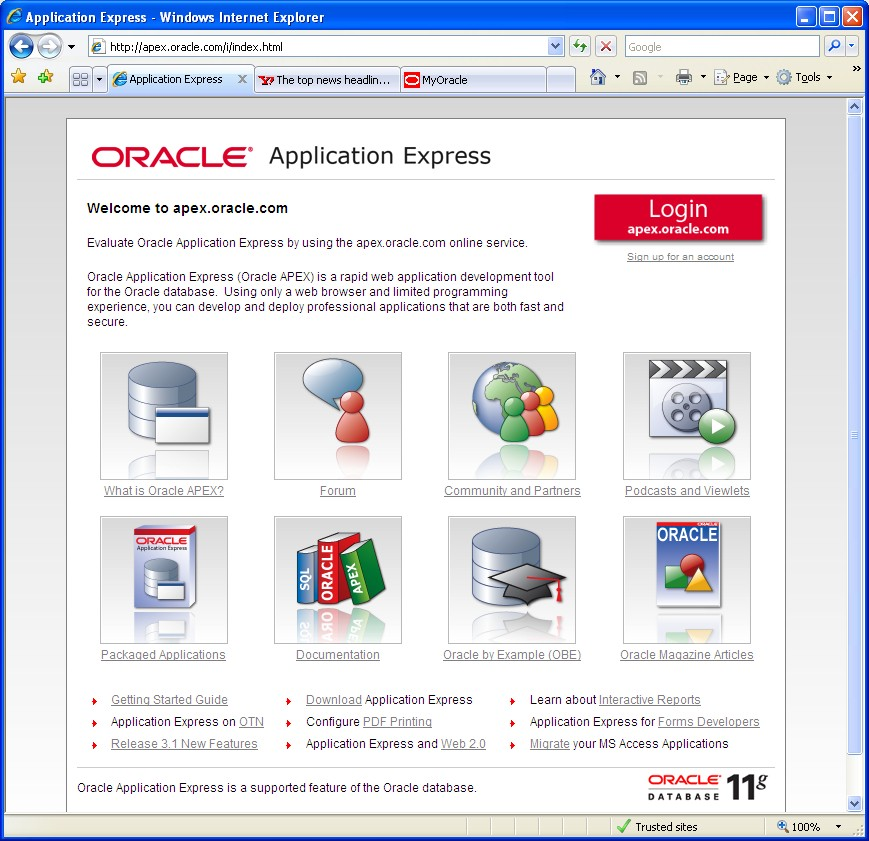 Application Express - Windows Internet Explorer
http://apex.oracle.com/i/index.html
Google
Application Express
The top news headlin...
MyOracle
Page
Tools
ORACLE® Application Express
Welcome to apex.oracle.com
Login
apex.oracle.com
Evaluate Oracle Application Express by using the apex.oracle.com online service.
Sign up for an account
Oracle Application Express (Oracle APEX) is a rapid web application development tool
for the Oracle database. Using only a web browser and limited programming
experience, you can develop and deploy professional applications that are both fast and
secure.
What is Oracle APEX?
Forum
Community and Partners
Podcasts and Viewlets
ORACLE
Application Express
SQL
ORACLE
APEX
ORACLE
ORACLE
Packaged Applications
Documentation
Oracle by Example (OBE)
Oracle Magazine Articles
Getting Started Guide
Download Application Express
Learn about Interactive Reports
Application Express on OTN
Configure PDF Printing
Application Express for Forms Developers
Release 3.1 New Features
Application Express and Web 2.0
Migrate your MS Access Applications
Oracle Application Express is a supported feature of the Oracle database.
ORACLE®
DATABASE 11g
Trusted sites
100%